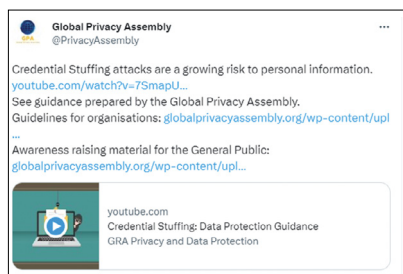 Global Privacy Assembly
@PrivacyAssembly
Credential Stuffing attacks are a growing risk to personal information.
youtube.com/watch?v=7SmapU...
See guidance prepared by the Global Privacy Assembly.
Guidelines for organisations: globalprivacyassembly.org/wp-content/upl
...
Awareness raising material for the General Public:
globalprivacyassembly.org/wp-content/upl...
youtube.com
Credential Stuffing: Data Protection Guidance
GRA Privacy and Data Protection